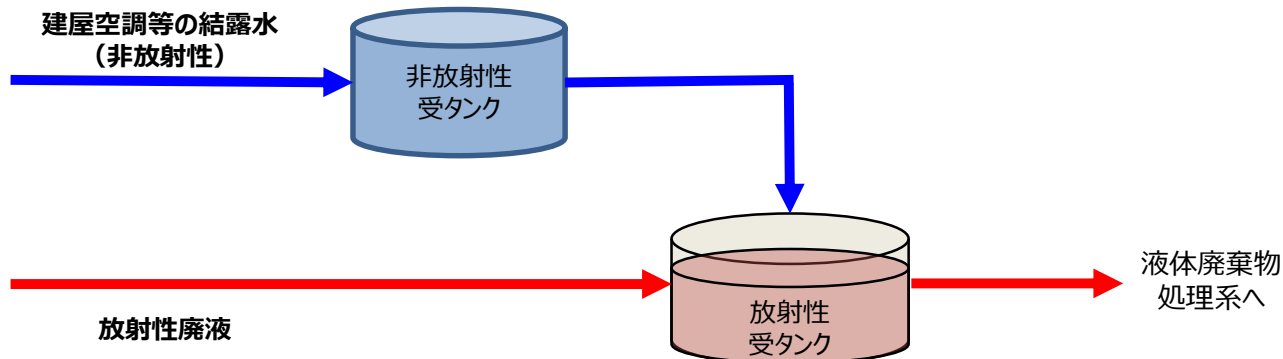 建屋空調等の結露水
（非放射性）
非放射性
受タンク
液体廃棄物
処理系へ
放射性廃液
放射性
受タンク